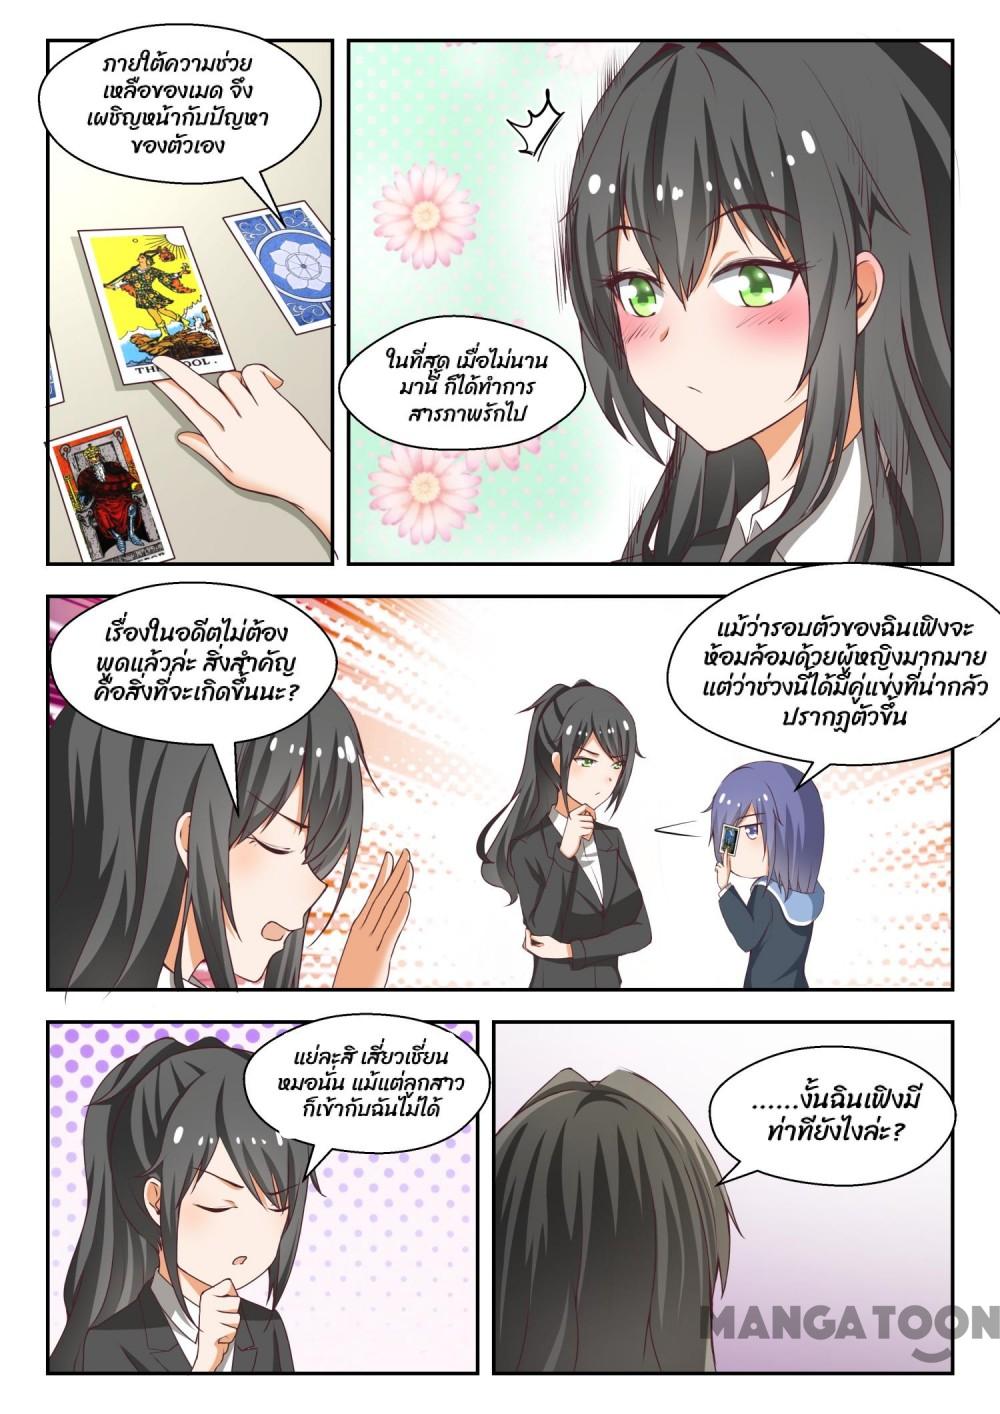 ภายใต้ความช่วย
เหลือของเมด จึง
เผชิญหน้ากับปัญหา
ของตัวเอง
THE FOOL.
ในที่สุด เมื่อไม่นาน
มานี้ ก็ได้ทำการ
สารภาพรักไป
เรื่องในอดีตไม่ต้อง
พูดแล้วล่ะ สิ่งสำคัญ
คือสิ่งที่จะเกิดขึ้นนะ?
แม้ว่ารอบตัวของฉินเฟิงจะ
ห้อมล้อมด้วยผู้หญิงมากมาย
แต่ว่าช่วงนี้ได้มีคู่แข่งที่น่ากลัว
ปรากฏตัวขึ้น
แย่ละสิ เสี่ยวเชี่ยน
หมอนั่น แม้แต่ลูกสาว
ก็เข้ากับฉันไม่ได้
......งั้นฉินเฟิงมี
ท่าทียังไงล่ะ?
MANGATOON